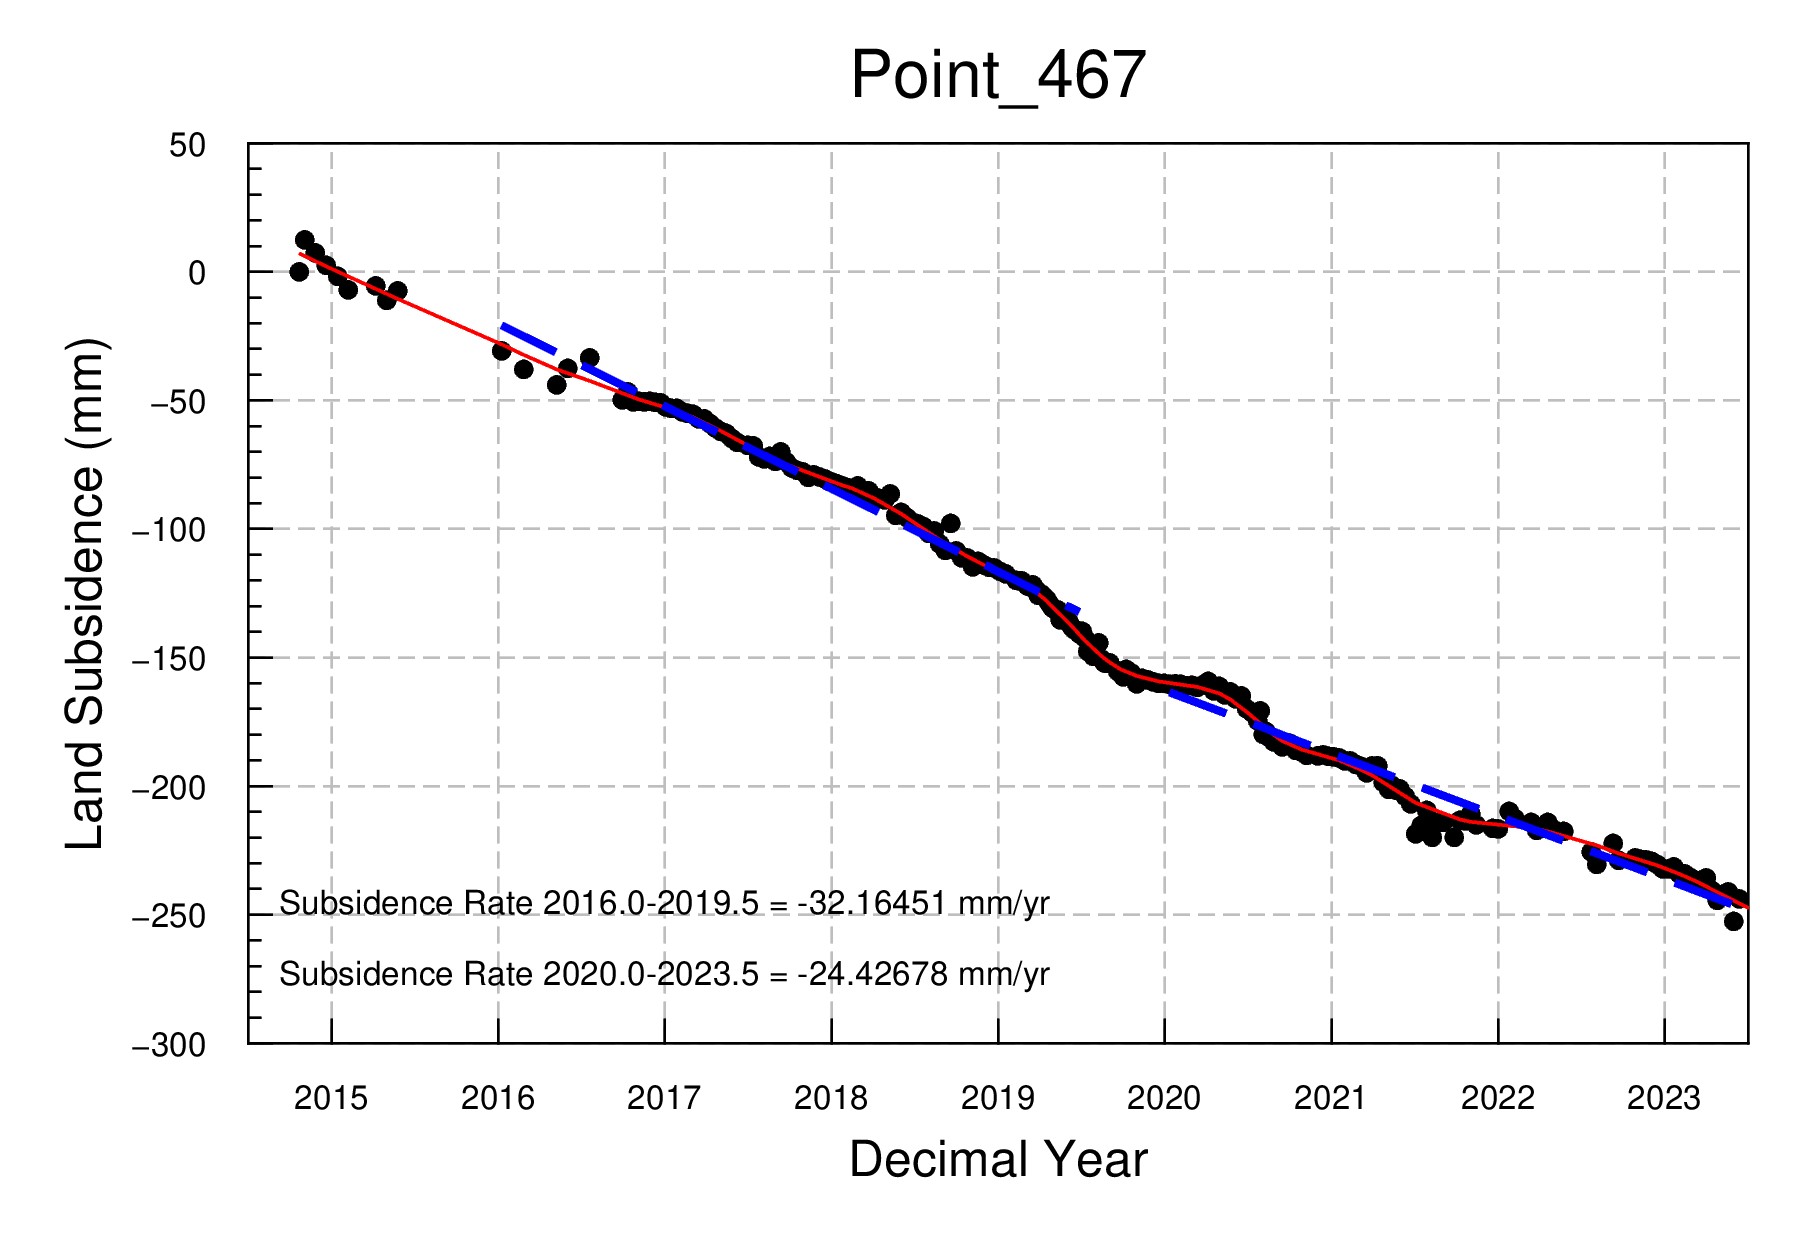 Point_467
50
0
−50
−100
−150
−200
−250
−300
Land Subsidence (mm)
Subsidence Rate 2016.0-2019.5 = -32.16451 mm/yr
Subsidence Rate 2020.0-2023.5 = -24.42678 mm/yr
2015 2016 2017 2018 2019 2020 2021 2022 2023
Decimal Year